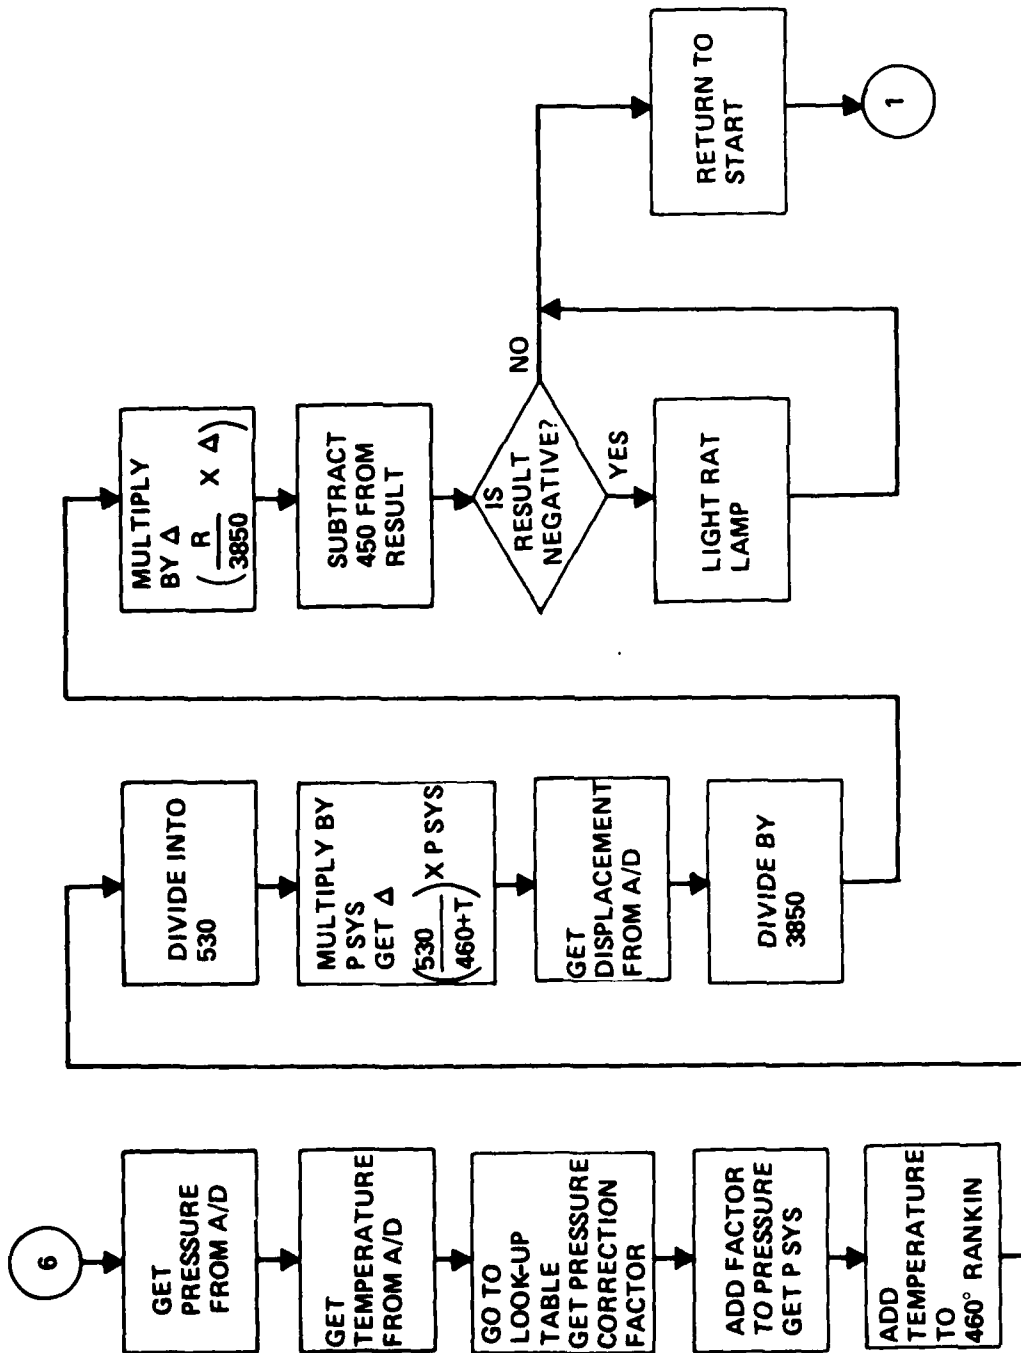 6
GET
PRESSURE
FROM A/D
GET
TEMPERATURE
FROM A/D
GO TO
LOOK-UP
TABLE
GET PRESSURE
CORRECTION
FACTOR
ADD FACTOR
TO PRESSURE
GET P SYS
ADD
TEMPERATURE
TO
460° RANKIN
DIVIDE INTO
530
MULTIPLY BY
P SYS
GET Δ
(530/460+T) X P SYS
GET
DISPLACEMENT
FROM A/D
DIVIDE BY
3850
MULTIPLY
BY Δ
(R/3850 X Δ)
SUBTRACT
450 FROM
RESULT
IS
RESULT
NEGATIVE?
NO
YES
LIGHT RAT
LAMP
RETURN TO
START
1